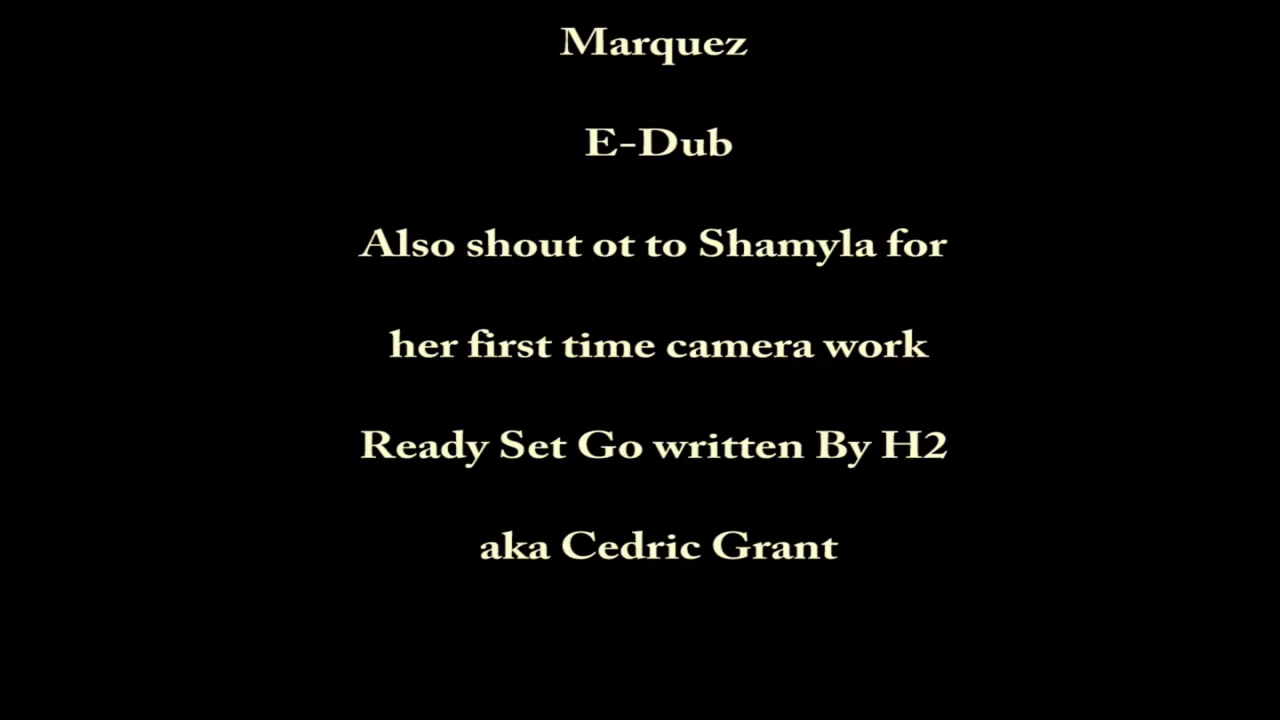 Marquez
E-Dub
Also shout ot to Shamyla for
her first time camera work
Ready Set Go written By H2
aka Cedric Grant